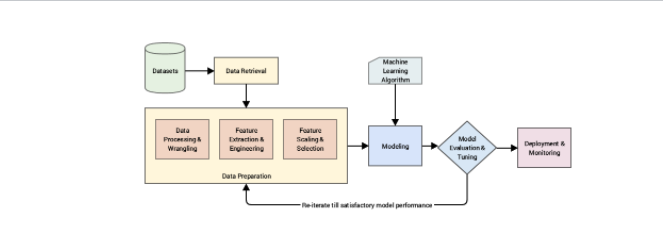 Datasets
Data Retrieval
Machine
Learning
Algorithm
Data
Processing &
Wrangling
Feature
Extraction &
Engineering
Feature
Scaling &
Selection
Data Preparation
Modeling
Model
Evaluation &
Tuning
Deployment &
Monitoring
Re-iterate till satisfactory model performance